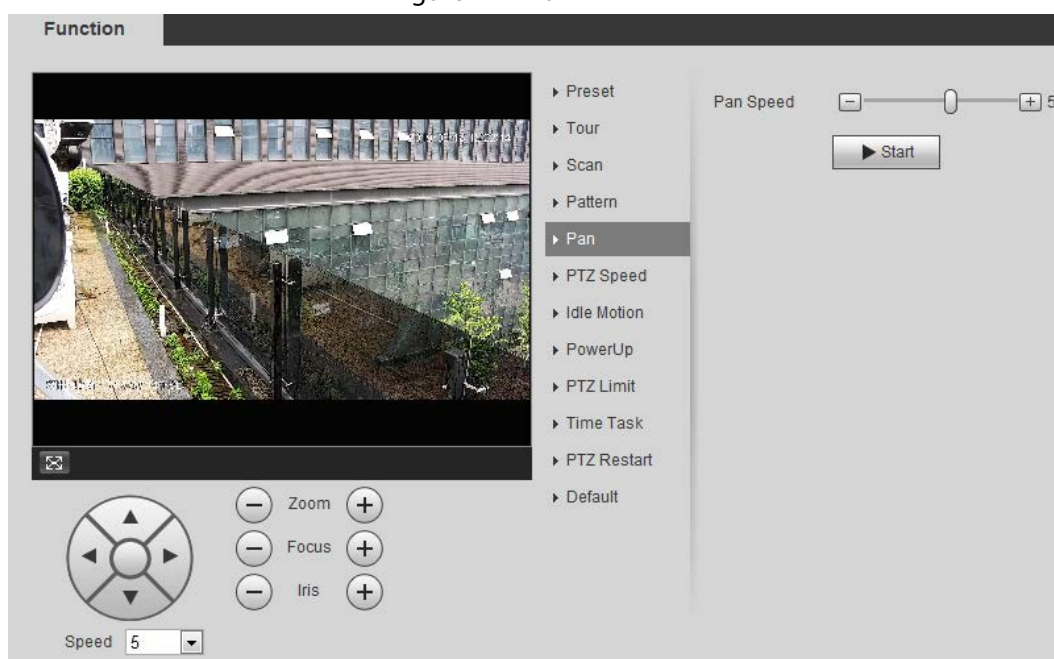 Function
Preset
Tour
Scan
Pattern
Pan
PTZ Speed
Idle Motion
PowerUp
PTZ Limit
Time Task
PTZ Restart
Default
Pan Speed
5
Start
Zoom
Focus
Iris
Speed 5